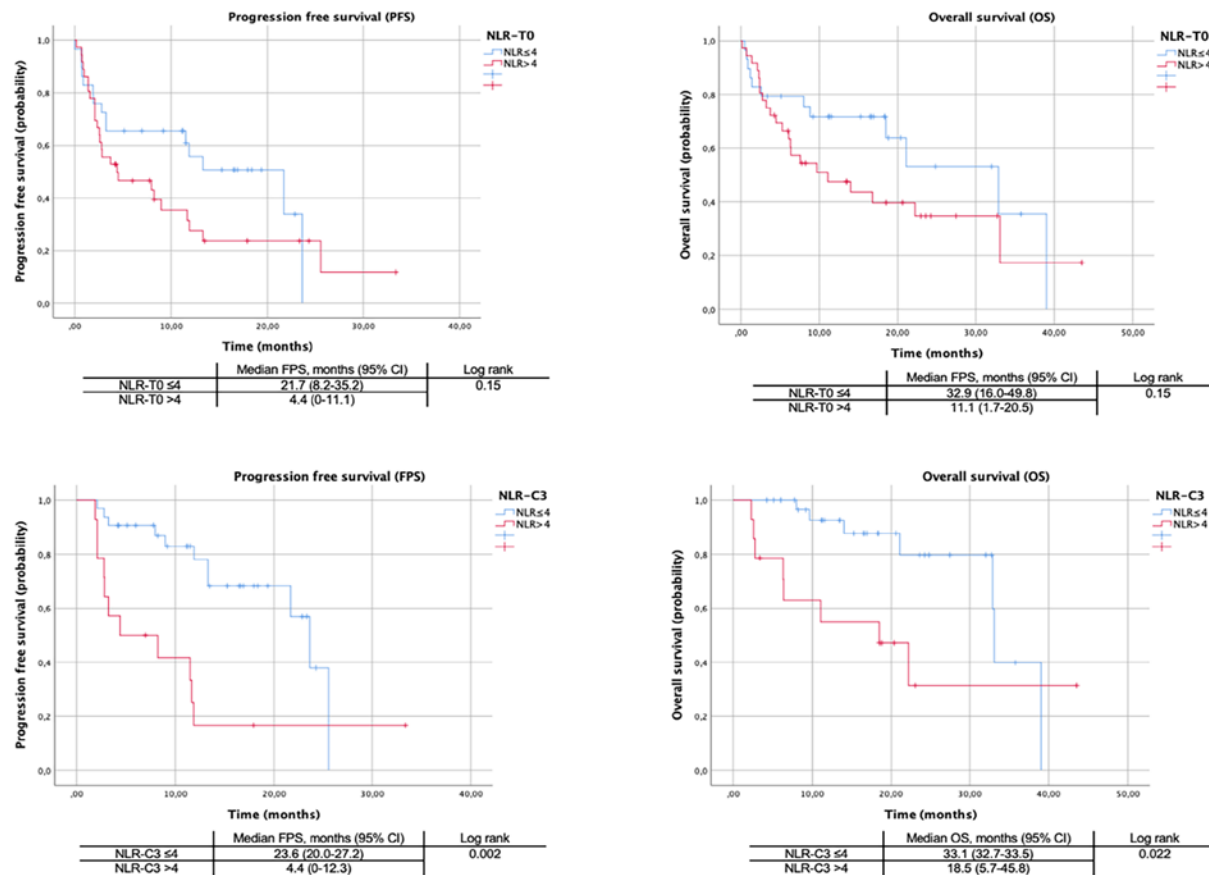 Progression free survival (PFS)
NLR-T0
NLR≤4
NLR>4
Progression free survival (probability)
1,0
0,8
0,6
0,4
0,2
0,0
,00 10,00 20,00 30,00 40,00
Time (months)
Median FPS, months (95% CI) Log rank
NLR-T0 ≤4 21.7 (8.2-35.2) 0.15
NLR-T0 >4 4.4 (0-11.1)
Overall survival (OS)
NLR-T0
NLR≤4
NLR>4
Overall survival (probability)
1,0
0,8
0,6
0,4
0,2
0,0
,00 10,00 20,00 30,00 40,00 50,00
Time (months)
Median FPS, months (95% CI) Log rank
NLR-T0 ≤4 32.9 (16.0-49.8) 0.15
NLR-T0 >4 11.1 (1.7-20.5)
Progression free survival (FPS)
NLR-C3
NLR≤4
NLR>4
Progression free survival (probability)
1,0
0,8
0,6
0,4
0,2
0,0
,00 10,00 20,00 30,00 40,00
Time (months)
Median FPS, months (95% CI) Log rank
NLR-C3 ≤4 23.6 (20.0-27.2) 0.002
NLR-C3 >4 4.4 (0-12.3)
Overall survival (OS)
NLR-C3
NLR≤4
NLR>4
Overall survival (probability)
1,0
0,8
0,6
0,4
0,2
0,0
,00 10,00 20,00 30,00 40,00 50,00
Time (months)
Median OS, months (95% CI) Log rank
NLR-C3 ≤4 33.1 (32.7-33.5) 0.022
NLR-C3 >4 18.5 (5.7-45.8)